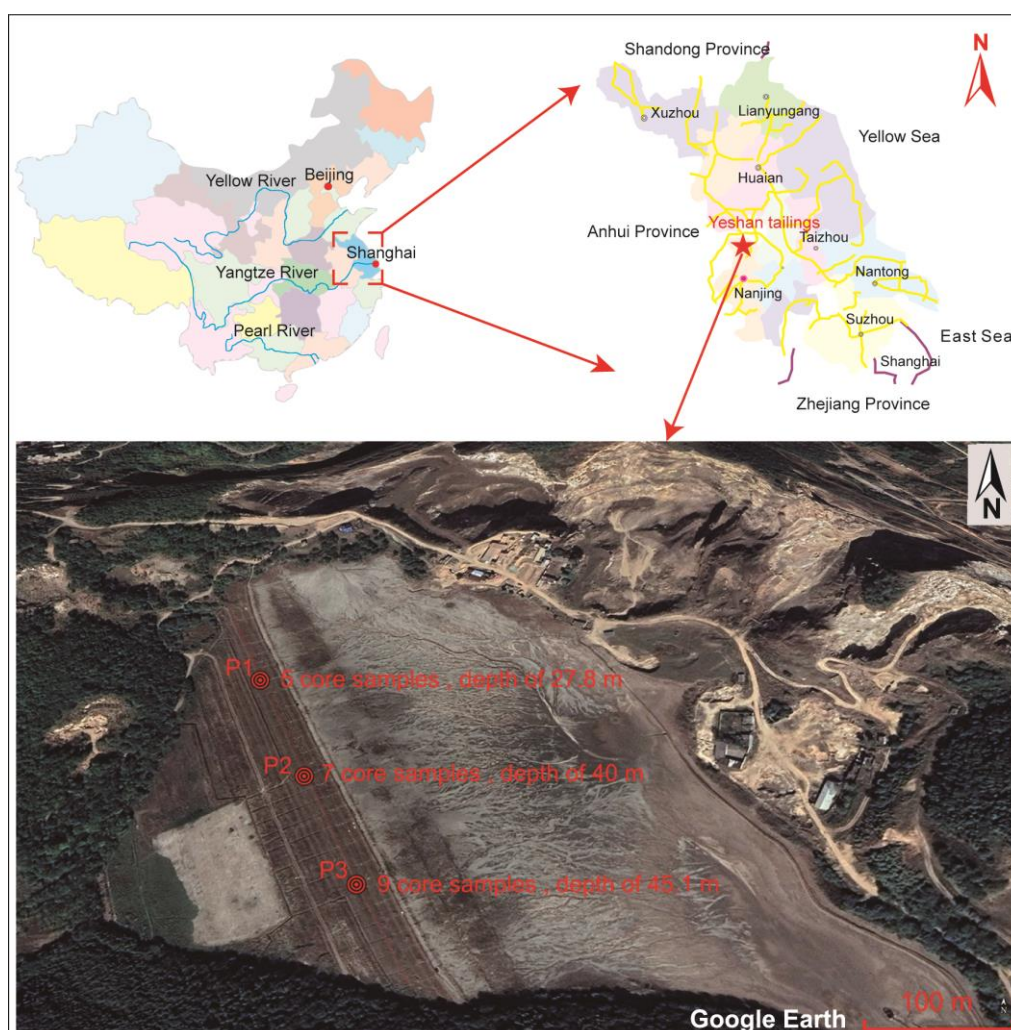 Yellow River
Beijing
Shanghai
Yangtze River
Pearl River
Shandong Province
N
Xuzhou
Lianyungang
Yellow Sea
Huaian
Yeshan tailings
Anhui Province
Taizhou
Nanjing
Nantong
Suzhou
East Sea
Shanghai
Zhejiang Province
N
P1
5 core samples , depth of 27.8 m
P2
7 core samples , depth of 40 m
P3
9 core samples , depth of 45.1 m
100 m
Google Earth